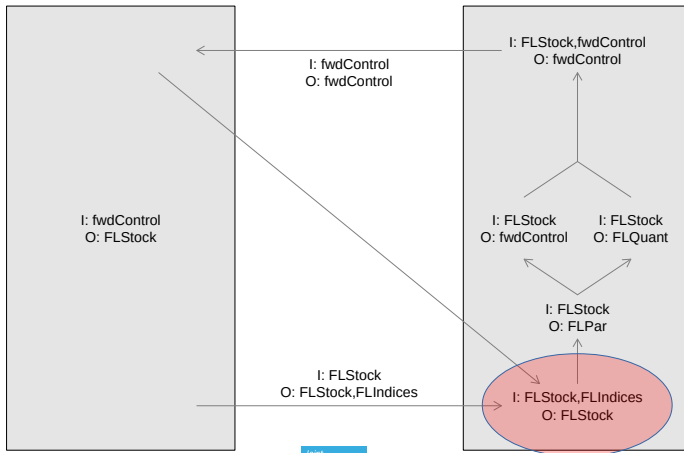 I: FLStock,fwdControl
O: fwdControl
I: fwdControl
O: fwdControl
I: fwdControl
O: FLStock
I: FLStock
O: fwdControl
I: FLStock
O: FLQuant
I: FLStock
O: FLPar
I: FLStock
O: FLStock,FLIndices
I: FLStock,FLIndices
O: FLStock